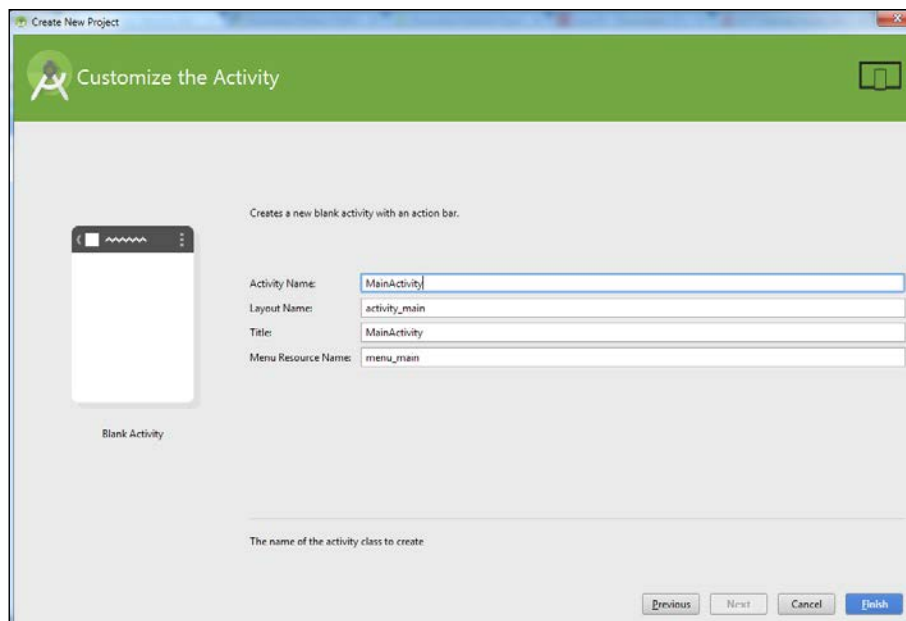 Create New Project
Customize the Activity
Creates a new blank activity with an action bar.
Activity Name: MainActivity
Layout Name: activity_main
Title: MainActivity
Menu Resource Name: menu_main
Blank Activity
The name of the activity class to create
Previous Next Cancel Finish